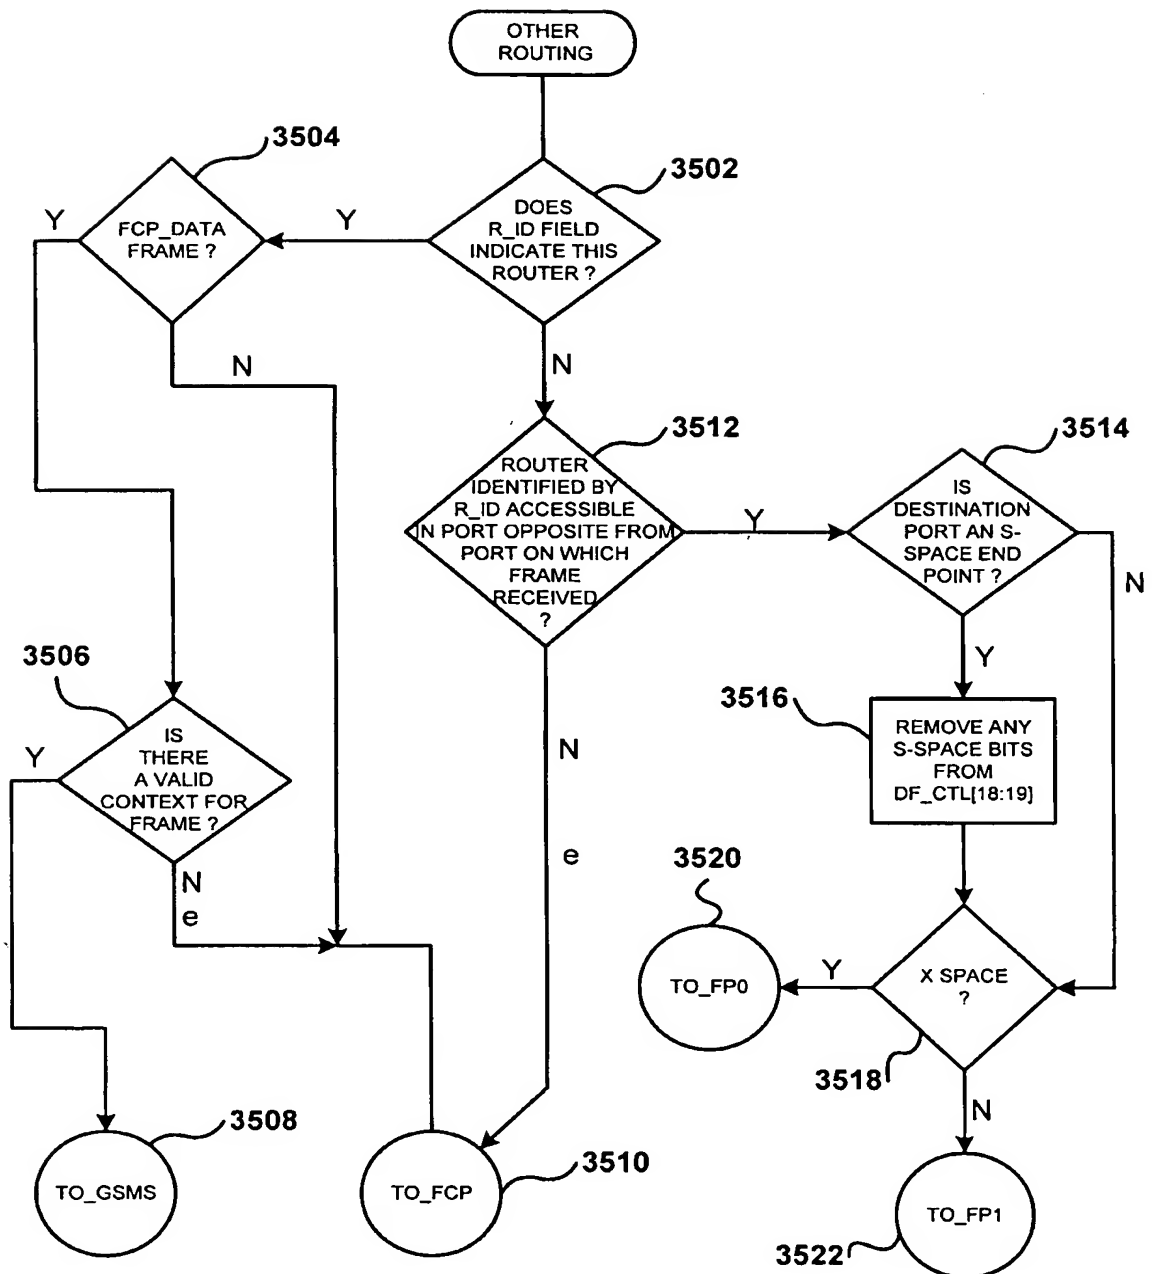 OTHER
ROUTING
3504
3502
DOES
R_ID FIELD
INDICATE THIS
ROUTER ?
Y
FCP_DATA
FRAME ?
Y
N
N
3512
3514
ROUTER
IDENTIFIED BY
R_ID ACCESSIBLE
IN PORT OPPOSITE FROM
PORT ON WHICH
FRAME
RECEIVED
?
Y
IS
DESTINATION
PORT AN S-
SPACE END
POINT ?
N
Y
3506
IS
THERE
A VALID
CONTEXT FOR
FRAME ?
Y
N
e
3516
REMOVE ANY
S-SPACE BITS
FROM
DF_CTL[18:19]
N
e
3520
TO_FP0
Y
X SPACE
?
3518
N
3508
TO_GSMS
3510
TO_FCP
TO_FP1
3522